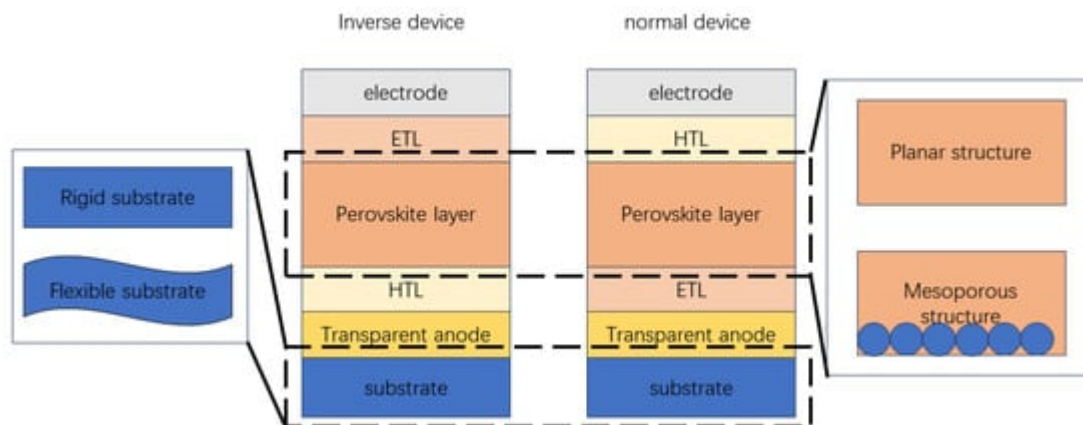 Inverse device
normal device
electrode
ETL
Perovskite layer
HTL
Transparent anode
substrate
electrode
HTL
Perovskite layer
ETL
Transparent anode
substrate
Rigid substrate
Flexible substrate
Planar structure
Mesoporous
structure